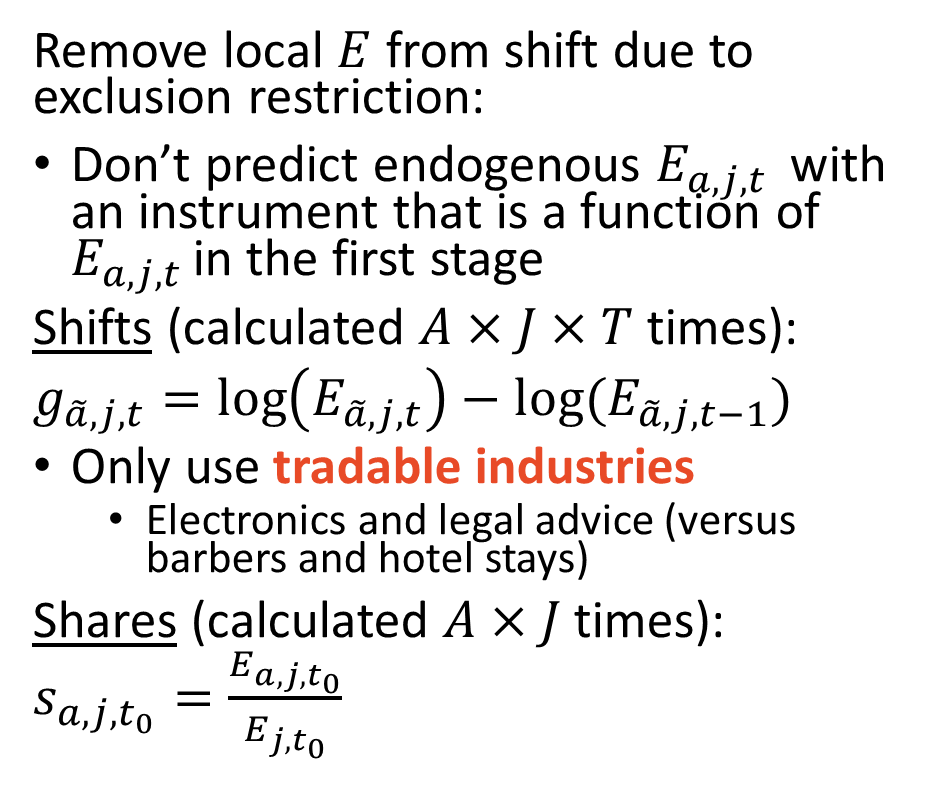 Remove local E from shift due to
exclusion restriction:
• Don’t predict endogenous E_{a,j,t} with
an instrument that is a function of
E_{a,j,t} in the first stage
Shifts (calculated A × J × T times):
g_{ã,j,t} = log(E_{ã,j,t}) − log(E_{ã,j,t−1})
• Only use tradable industries
• Electronics and legal advice (versus
barbers and hotel stays)
Shares (calculated A × J times):
s_{a,j,t_0} = \frac{E_{a,j,t_0}}{E_{j,t_0}}